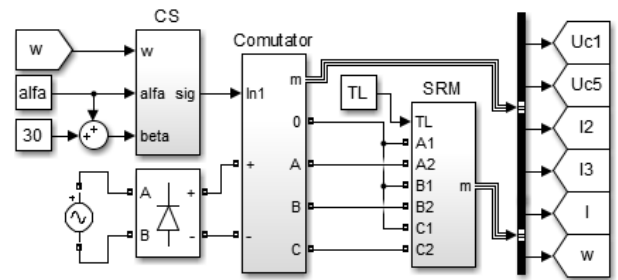 CS
Comutator
SRM
w
w
alfa
alfa
sig
30
+
+
beta
In1
m
0
+
A
B
-
C
TL
TL
A1
A2
B1
B2
C1
C2
m
+
A
+
B
-
Uc1
Uc5
I2
I3
I
w